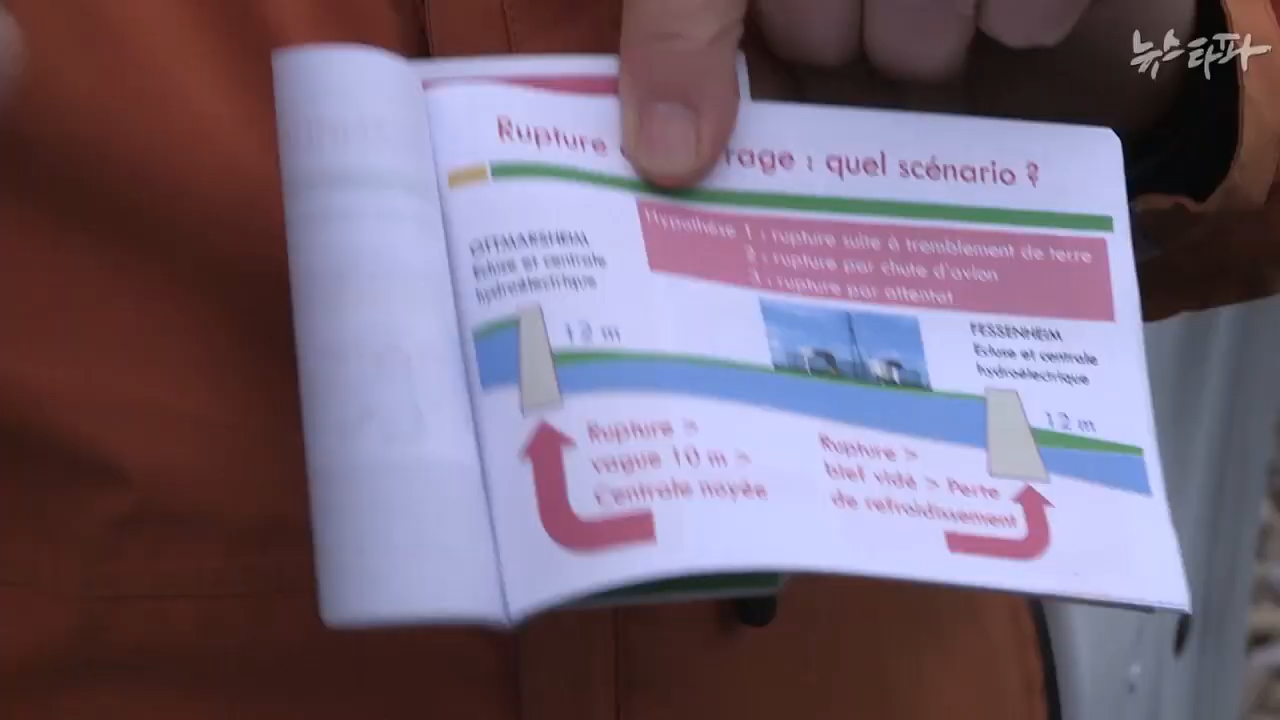 뉴스타파
Rupture rage : quel scénario ?
Hypothèse 1 : rupture suite à tremblement de terre
2 : rupture par chute d'avion
3 : rupture par attentat
OTTMARSHEIM
Ecluse et centrale
hydroélectrique
12 m
FESSENHEIM
Ecluse et centrale
hydroélectrique
12 m
Rupture >
vague 10 m >
Centrale noyée
Rupture >
bief vidé > Perte
de refroidissement